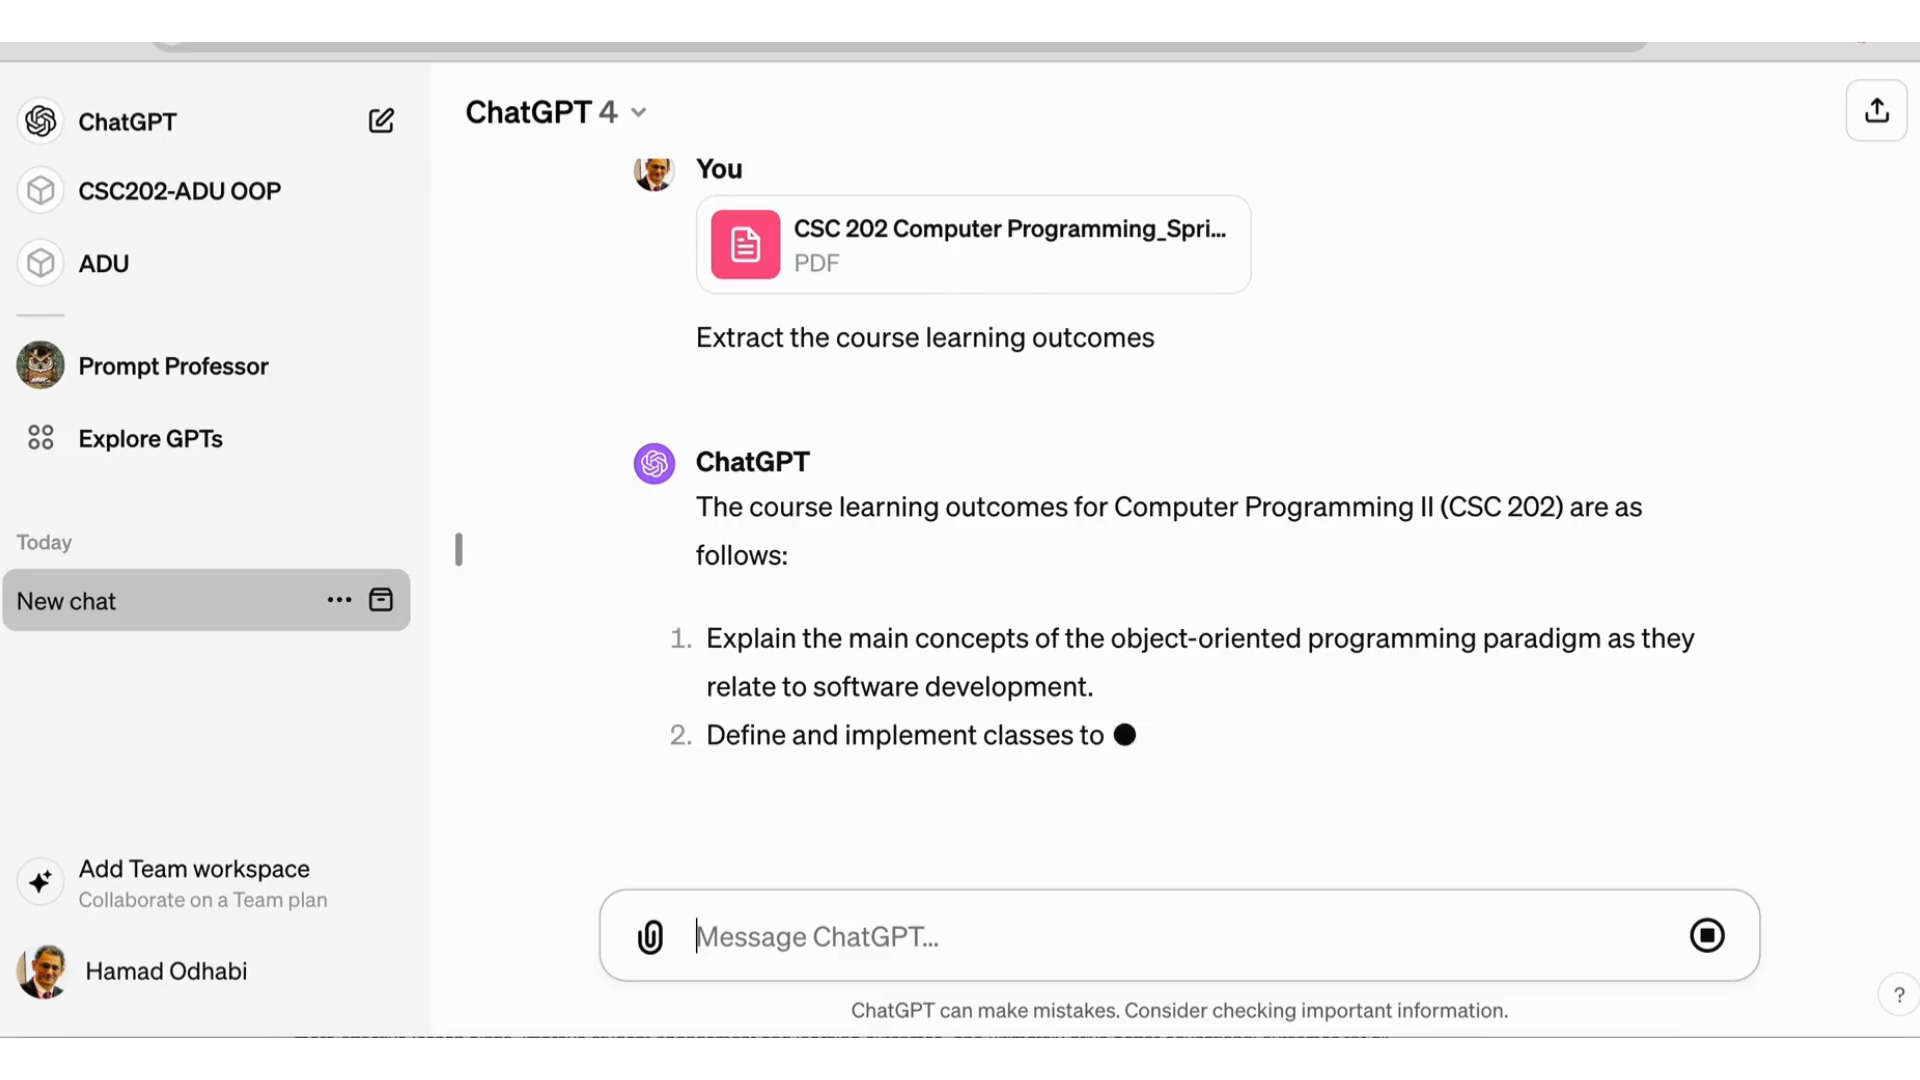 ChatGPT
CSC202-ADU OOP
ADU
Prompt Professor
Explore GPTs
Today
New chat
Add Team workspace
Collaborate on a Team plan
Hamad Odhabi
ChatGPT 4
You
CSC 202 Computer Programming_Spri...
PDF
Extract the course learning outcomes
ChatGPT
The course learning outcomes for Computer Programming II (CSC 202) are as
follows:
1. Explain the main concepts of the object-oriented programming paradigm as they
relate to software development.
2. Define and implement classes to
Message ChatGPT...
ChatGPT can make mistakes. Consider checking important information.
?